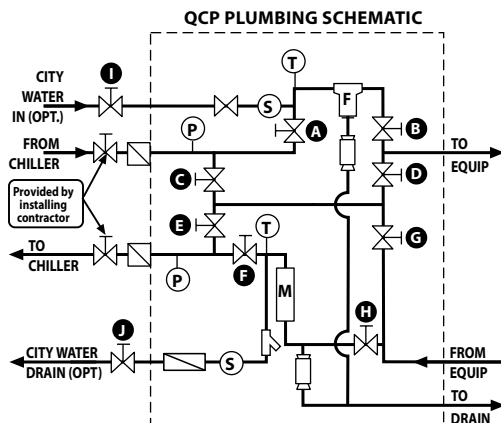 QCP PLUMBING SCHEMATIC
I
T
CITY
WATER
IN (OPT.)
S
F
A
B
FROM
CHILLER
P
TO
EQUIP
C
D
Provided by
installing
contractor
E
G
TO
CHILLER
P
F
T
M
J
H
CITY WATER
DRAIN (OPT)
S
FROM
EQUIP
TO
DRAIN